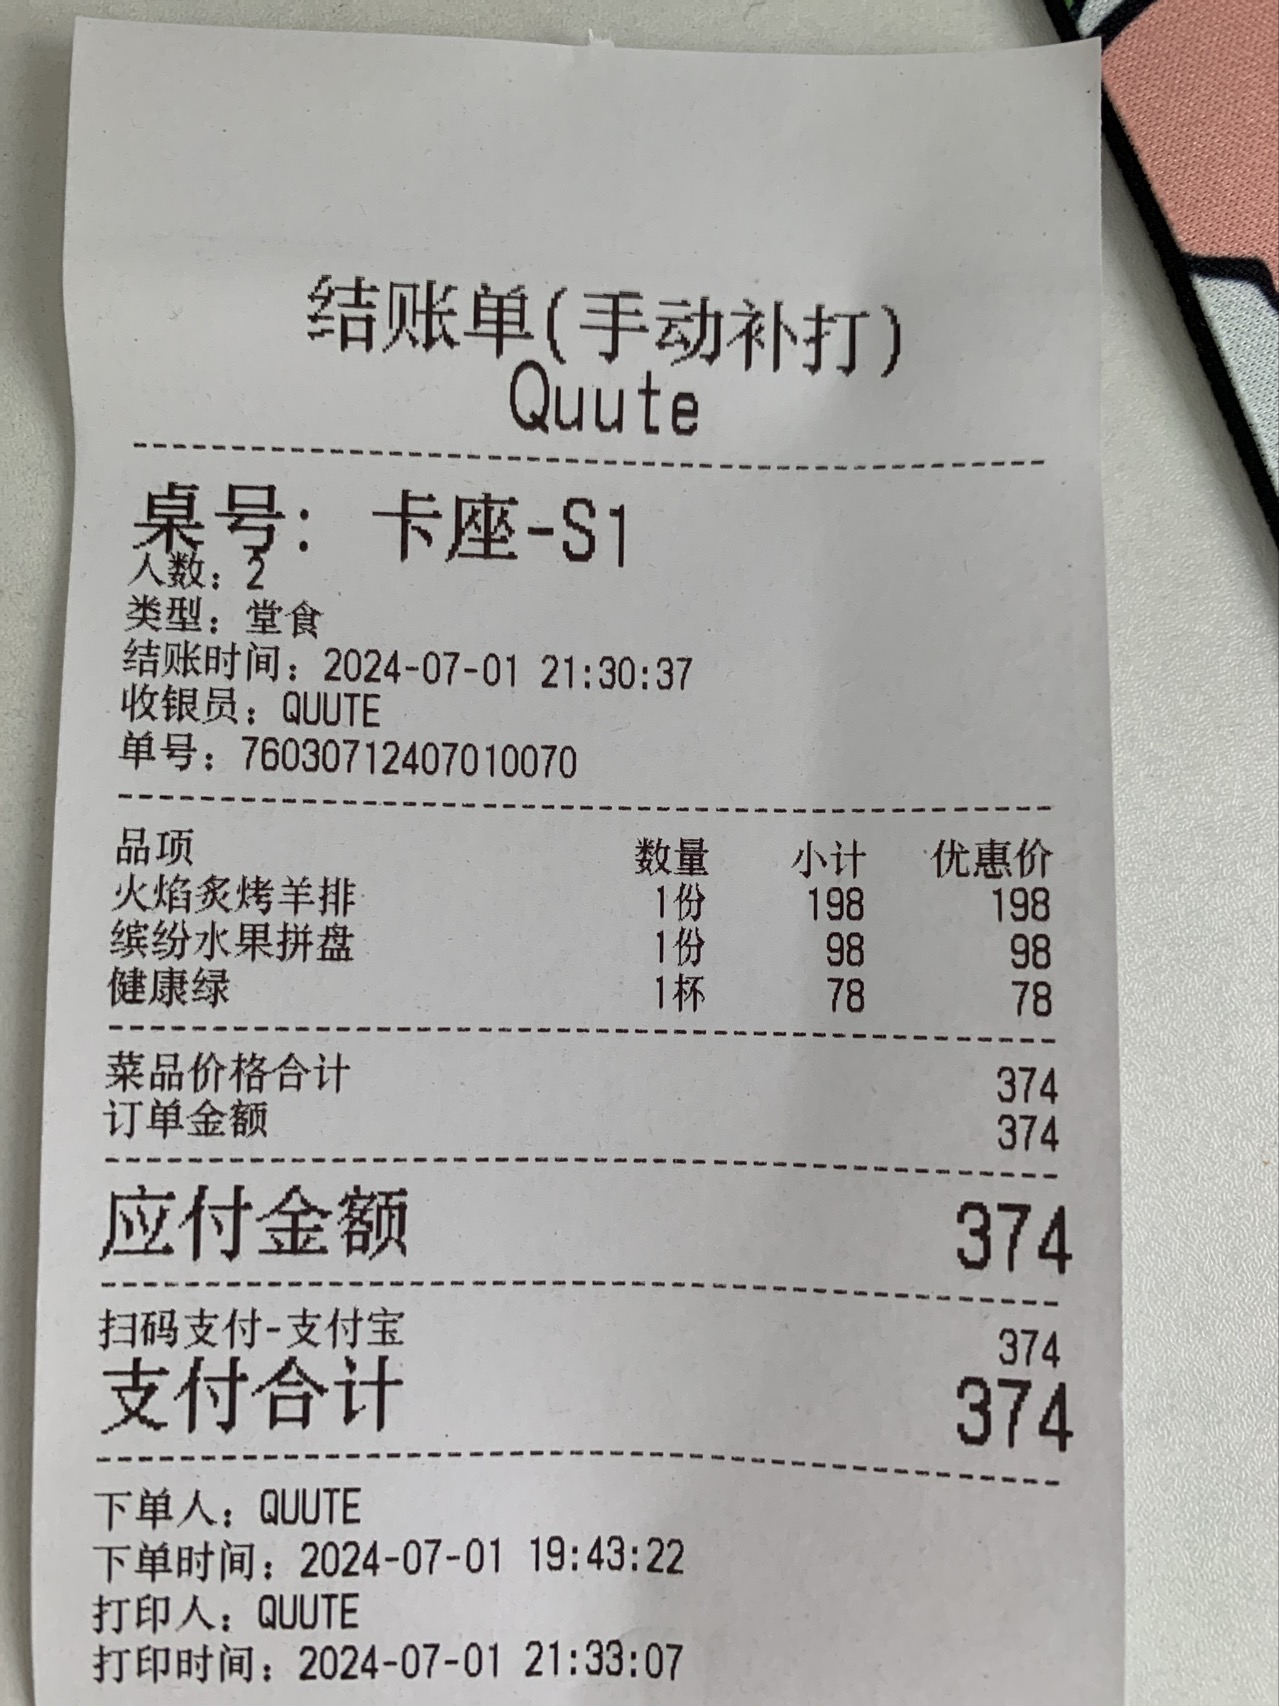 结账单(手动补打)
Quute
桌号: 卡座-S1
人数: 2
类型: 堂食
结账时间: 2024-07-01 21:30:37
收银员: QUUTE
单号: 76030712407010070
品项 数量 小计 优惠价
火焰炙烤羊排 1份 198 198
缤纷水果拼盘 1份 98 98
健康绿 1杯 78 78
菜品价格合计 374
订单金额 374
应付金额 374
扫码支付-支付宝 374
支付合计 374
下单人: QUUTE
下单时间: 2024-07-01 19:43:22
打印人: QUUTE
打印时间: 2024-07-01 21:33:07